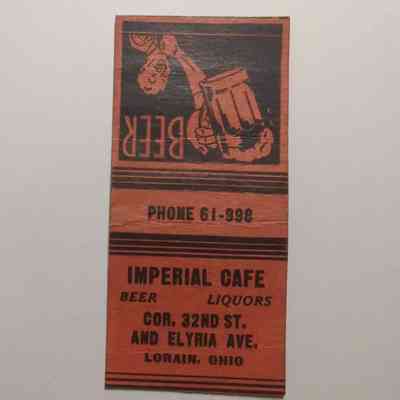 BEER
PHONE 61-998
IMPERIAL CAFE
BEER LIQUORS
COR. 32ND ST.
AND ELYRIA AVE.
LORAIN, OHIO